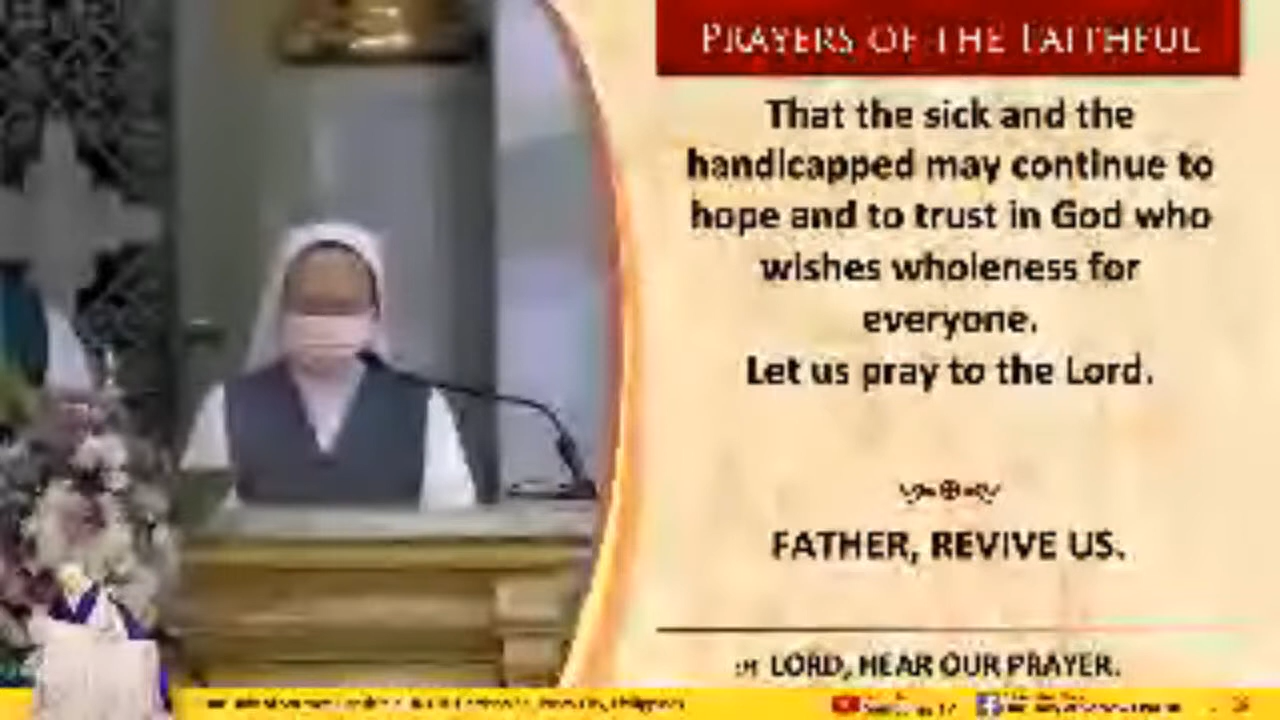 PRAYERS OF THE FAITHFUL
That the sick and the
handicapped may continue to
hope and to trust in God who
wishes wholeness for
everyone.
Let us pray to the Lord.
FATHER, REVIVE US.
LORD, HEAR OUR PRAYER.
Philippines